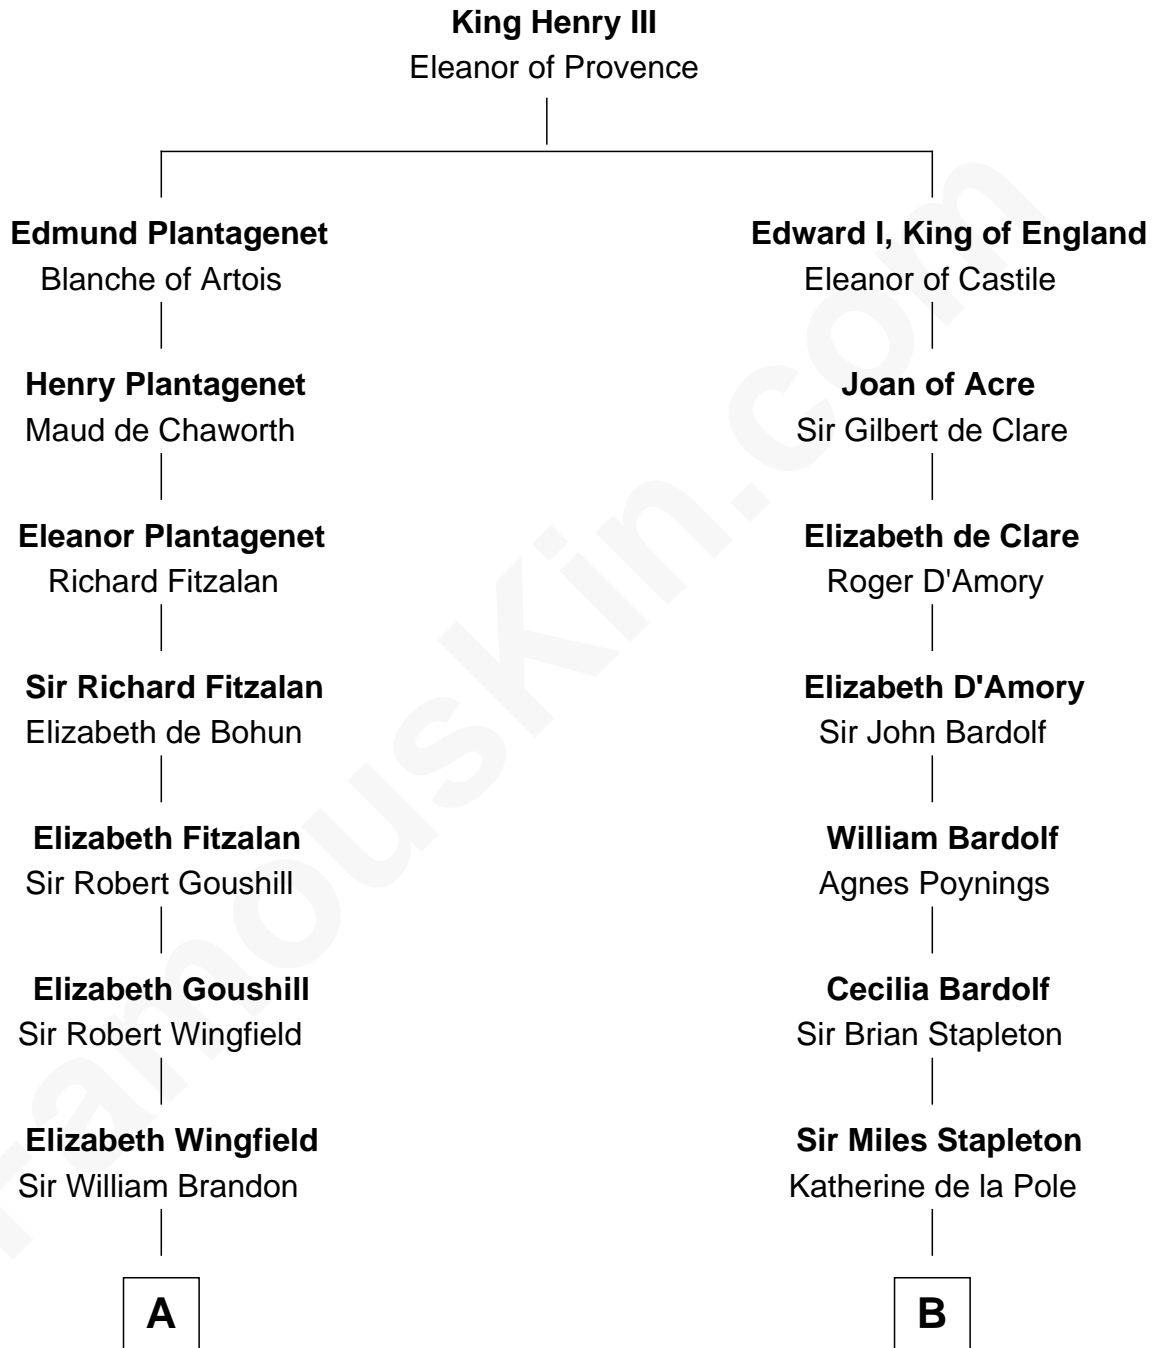 King Henry III
Eleanor of Provence
Edmund Plantagenet
Blanche of Artois
Edward I, King of England
Eleanor of Castile
Henry Plantagenet
Maud de Chaworth
Joan of Acre
Sir Gilbert de Clare
Eleanor Plantagenet
Richard Fitzalan
Elizabeth de Clare
Roger D'Amory
Sir Richard Fitzalan
Elizabeth de Bohun
Elizabeth D'Amory
Sir John Bardolf
Elizabeth Fitzalan
Sir Robert Goushill
William Bardolf
Agnes Poynings
Elizabeth Goushill
Sir Robert Wingfield
Cecilia Bardolf
Sir Brian Stapleton
Elizabeth Wingfield
Sir William Brandon
Sir Miles Stapleton
Katherine de la Pole
A
B
FamousKin.com